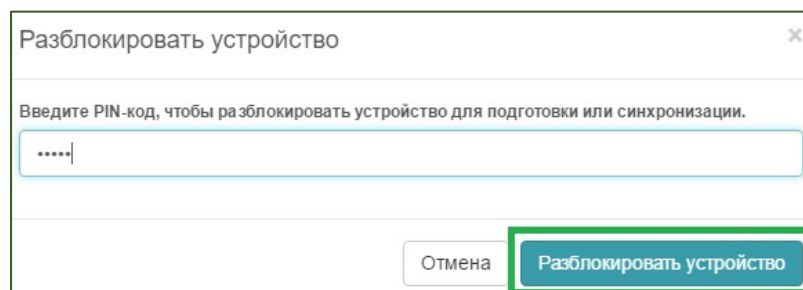 Разблокировать устройство
×
Введите PIN-код, чтобы разблокировать устройство для подготовки или синхронизации.
•••••
Отмена
Разблокировать устройство